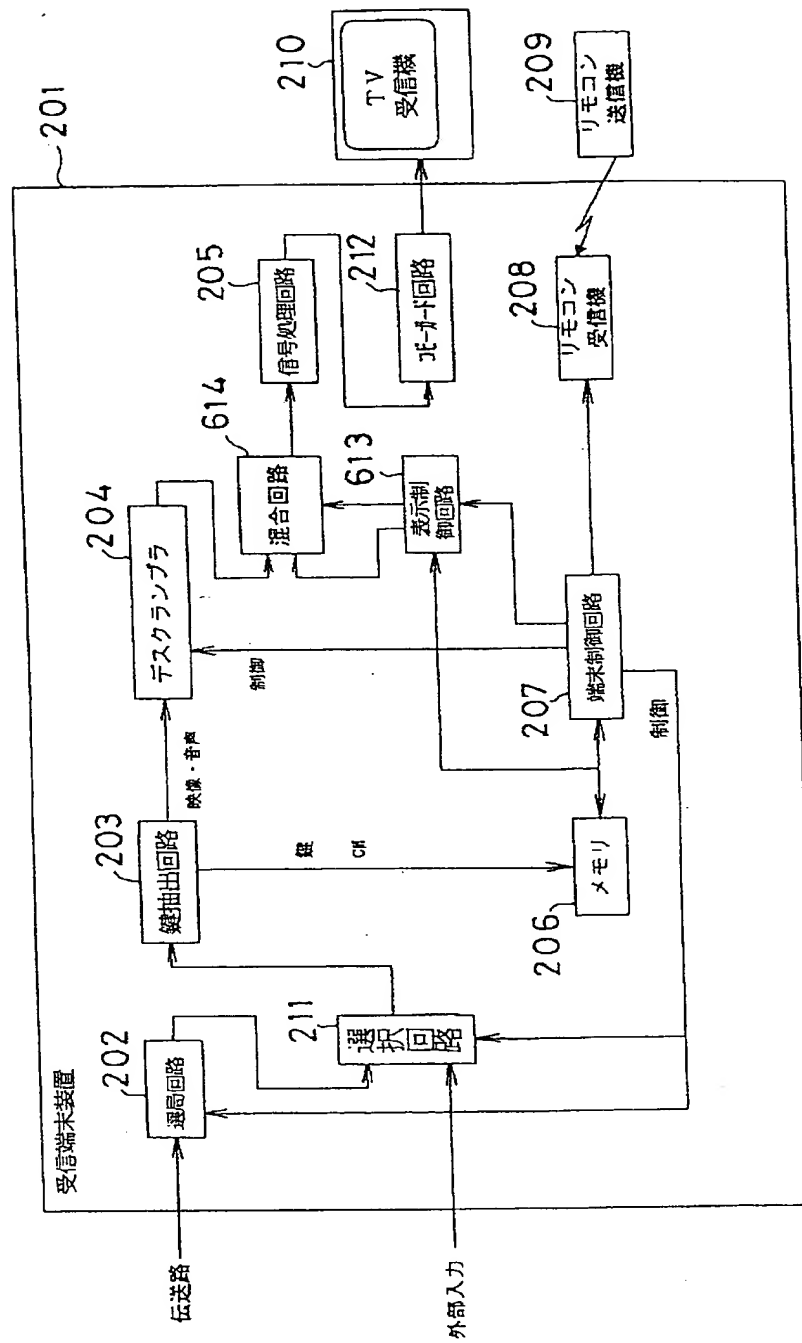 受信端末装置
201
伝送路
外部入力
202
選局回路
211
選択回路
203
鍵抽出回路
映像・音声
鍵
CM
204
デスクランブラ
制御
614
混合回路
205
信号処理回路
613
表示制
御回路
212
コピーガード回路
210
TV
受信機
206
メモリ
207
端末制御回路
制御
208
リモコン
受信機
209
リモコン
送信機